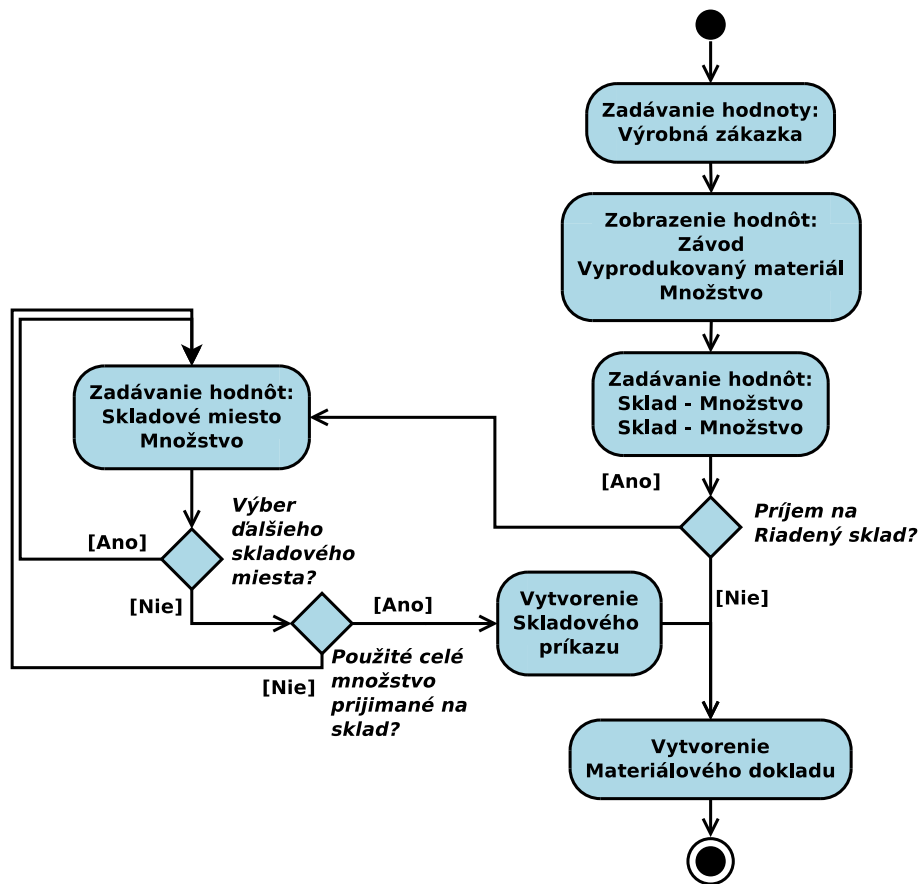 Zadávanie hodnoty:
Výrobná zákazka
Zobrazenie hodnôt:
Závod
Vyprodukovaný materiál
Množstvo
Zadávanie hodnôt:
Sklad - Množstvo
Sklad - Množstvo
[Ano]
Príjem na
Riadený sklad?
[Nie]
Zadávanie hodnôt:
Skladové miesto
Množstvo
Výber
ďalšieho
skladového
miesta?
[Ano]
[Nie]
[Ano]
Použité celé
množstvo
prijimané na
sklad?
[Nie]
Vytvorenie
Skladového
príkazu
Vytvorenie
Materiálového dokladu